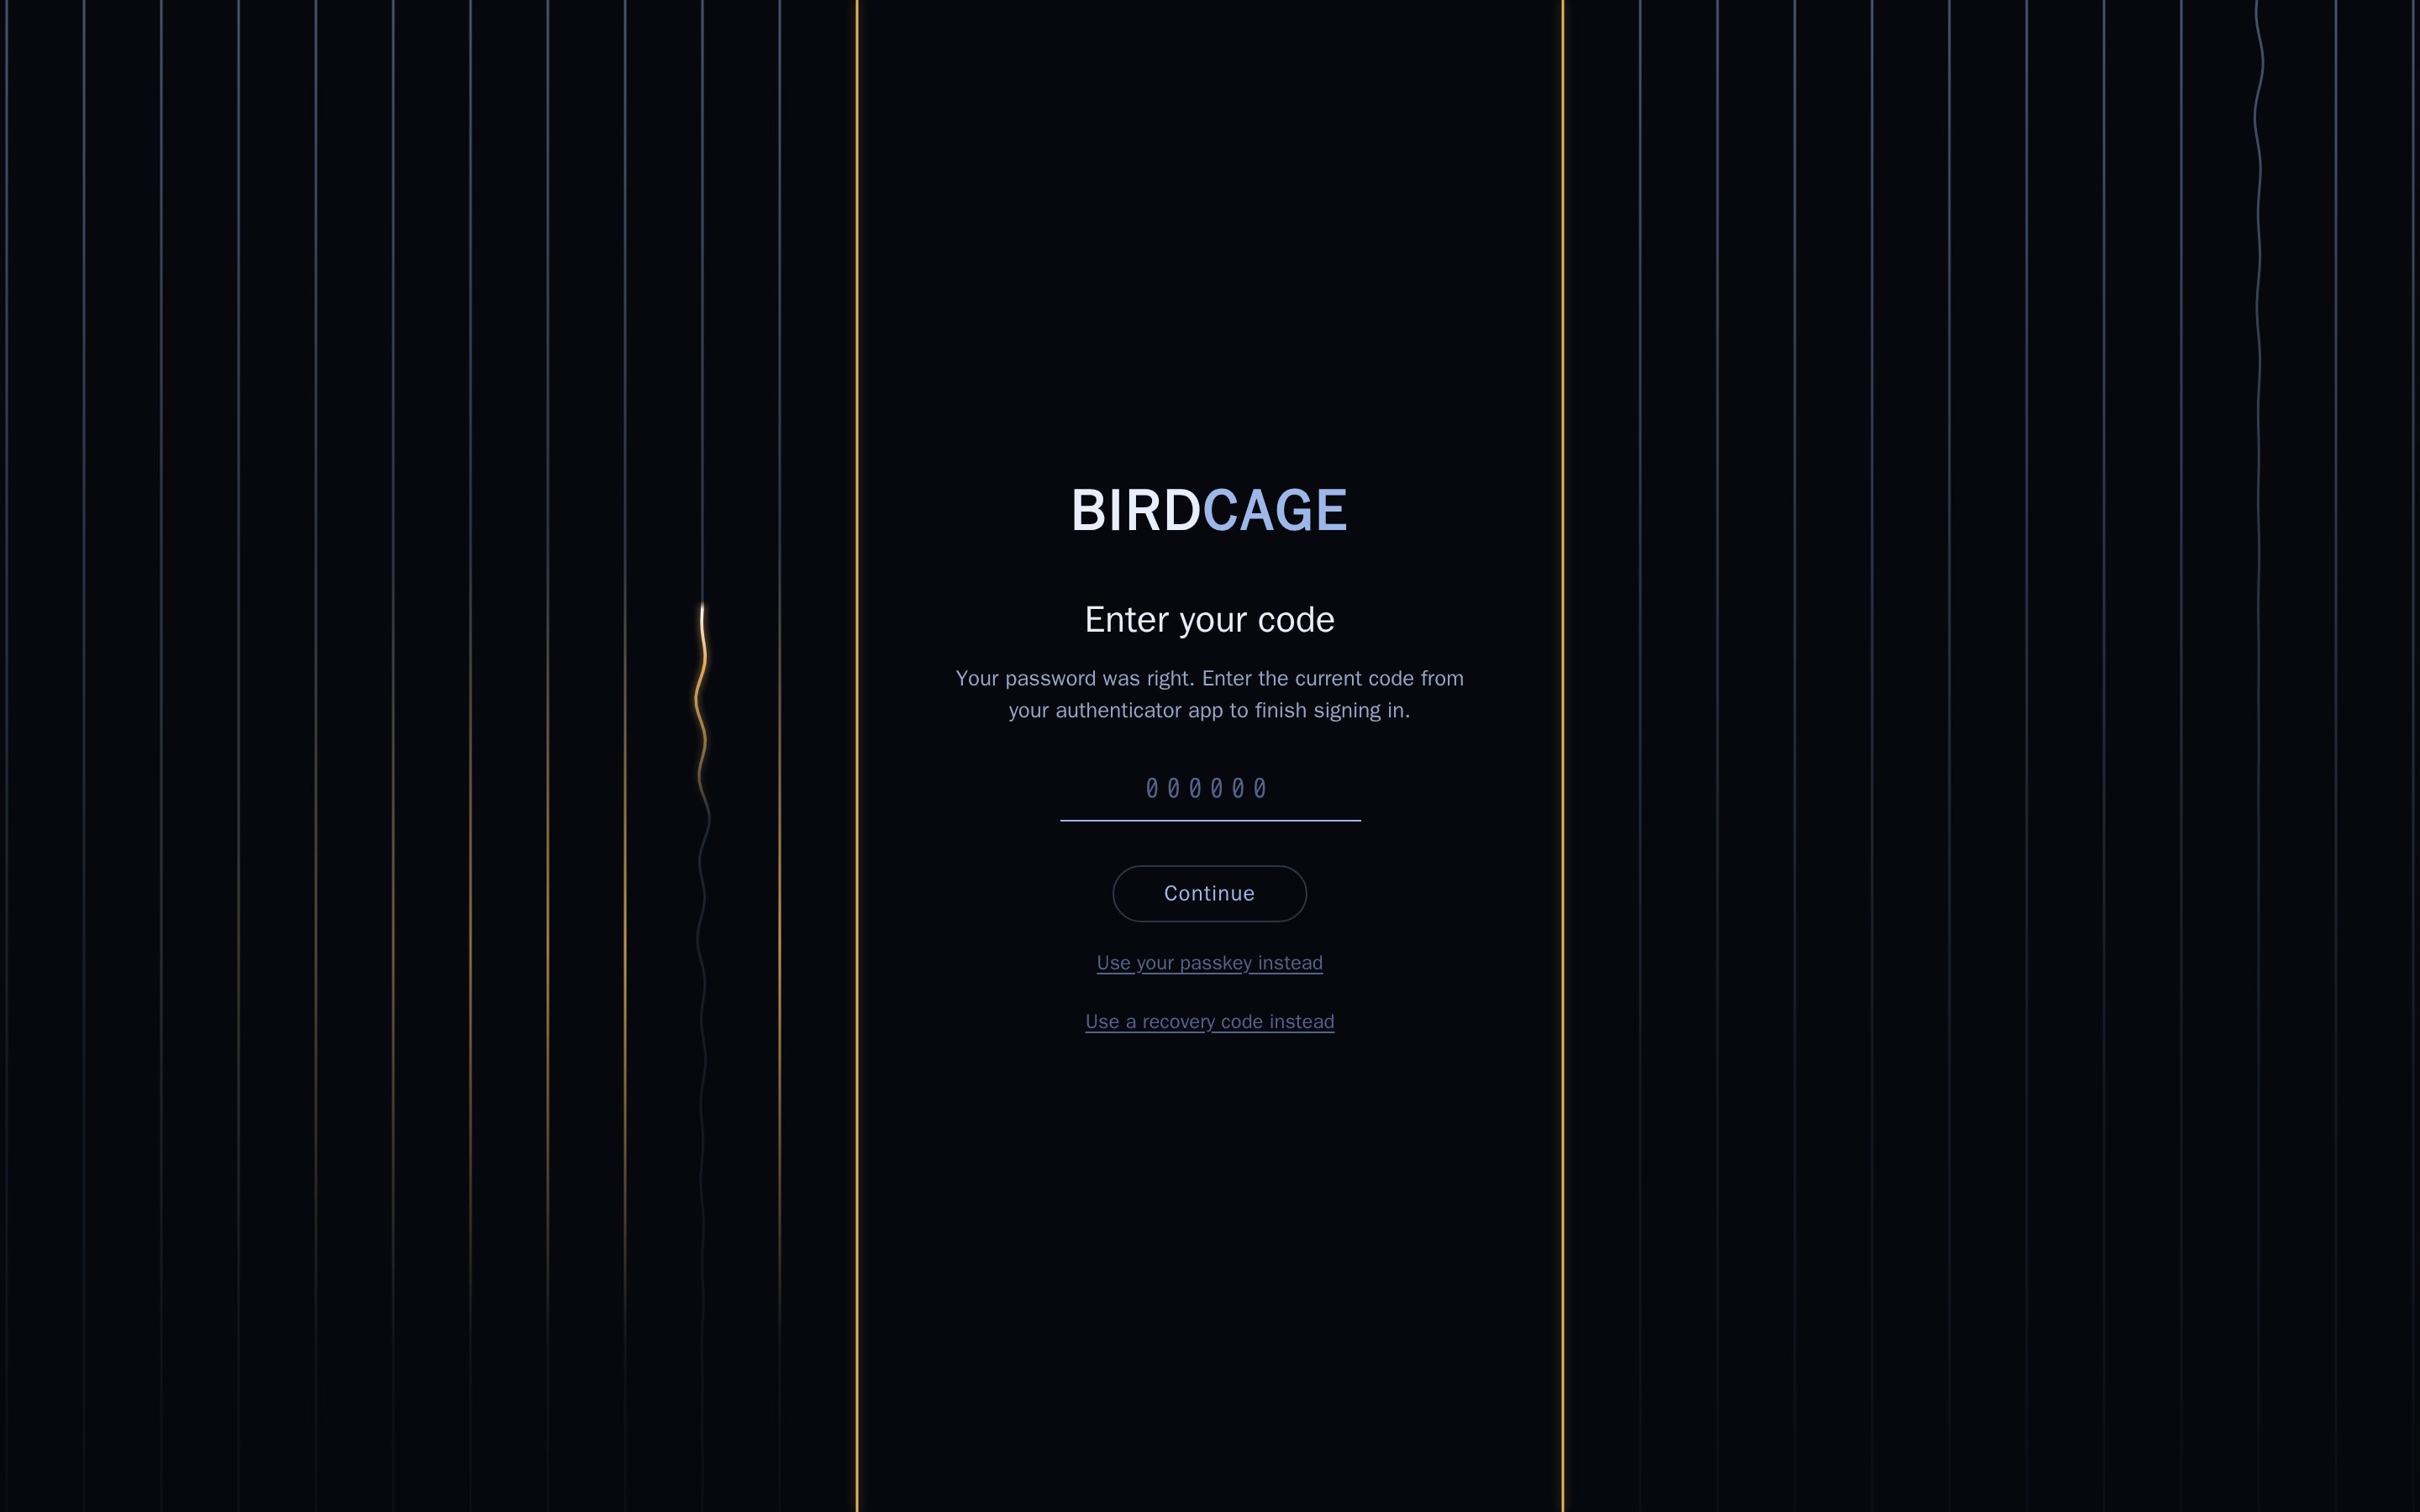 BIRDCAGE
Enter your code
Your password was right. Enter the current code from
your authenticator app to finish signing in.
000000
Continue
Use your passkey instead
Use a recovery code instead